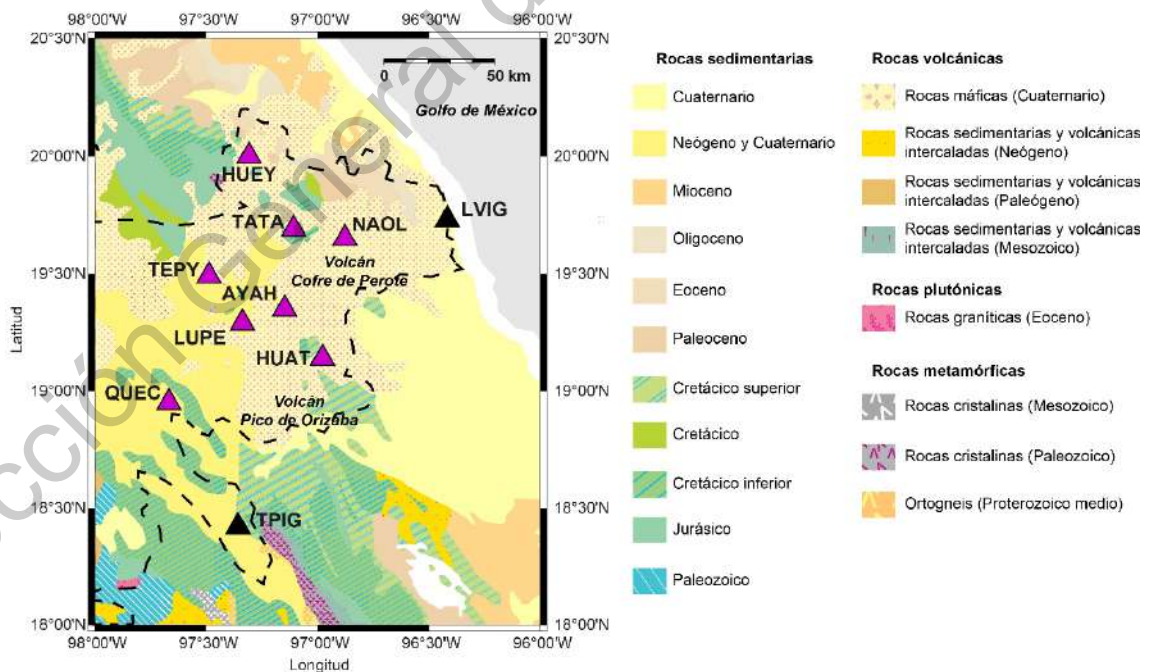 98°00'W 97°30'W 97°00'W 96°30'W 96°00'W
20°30'N
20°00'N
19°30'N
19°00'N
18°30'N
18°00'N
20°30'N
20°00'N
19°30'N
19°00'N
18°30'N
18°00'N
98°00'W 97°30'W 97°00'W 96°30'W 96°00'W
Latitud
Longitud
0 50 km
Golfo de México
HUEY
TATA
NAOL
LVIG
Volcán
Cofre de Perote
TEPY
AYAH
LUPE
HUAT
QUEC
Volcán
Pico de Orizaba
TPIG
Rocas sedimentarias
Cuaternario
Neógeno y Cuaternario
Mioceno
Oligoceno
Eoceno
Paleoceno
Cretácico superior
Cretácico
Cretácico inferior
Jurásico
Paleozoico
Rocas volcánicas
Rocas máficas (Cuaternario)
Rocas sedimentarias y volcánicas
intercaladas (Neógeno)
Rocas sedimentarias y volcánicas
intercaladas (Paleógeno)
Rocas sedimentarias y volcánicas
intercaladas (Mesozoico)
Rocas plutónicas
Rocas graníticas (Eoceno)
Rocas metamórficas
Rocas cristalinas (Mesozoico)
Rocas cristalinas (Paleozoico)
Ortogneis (Proterozoico medio)
cción General d